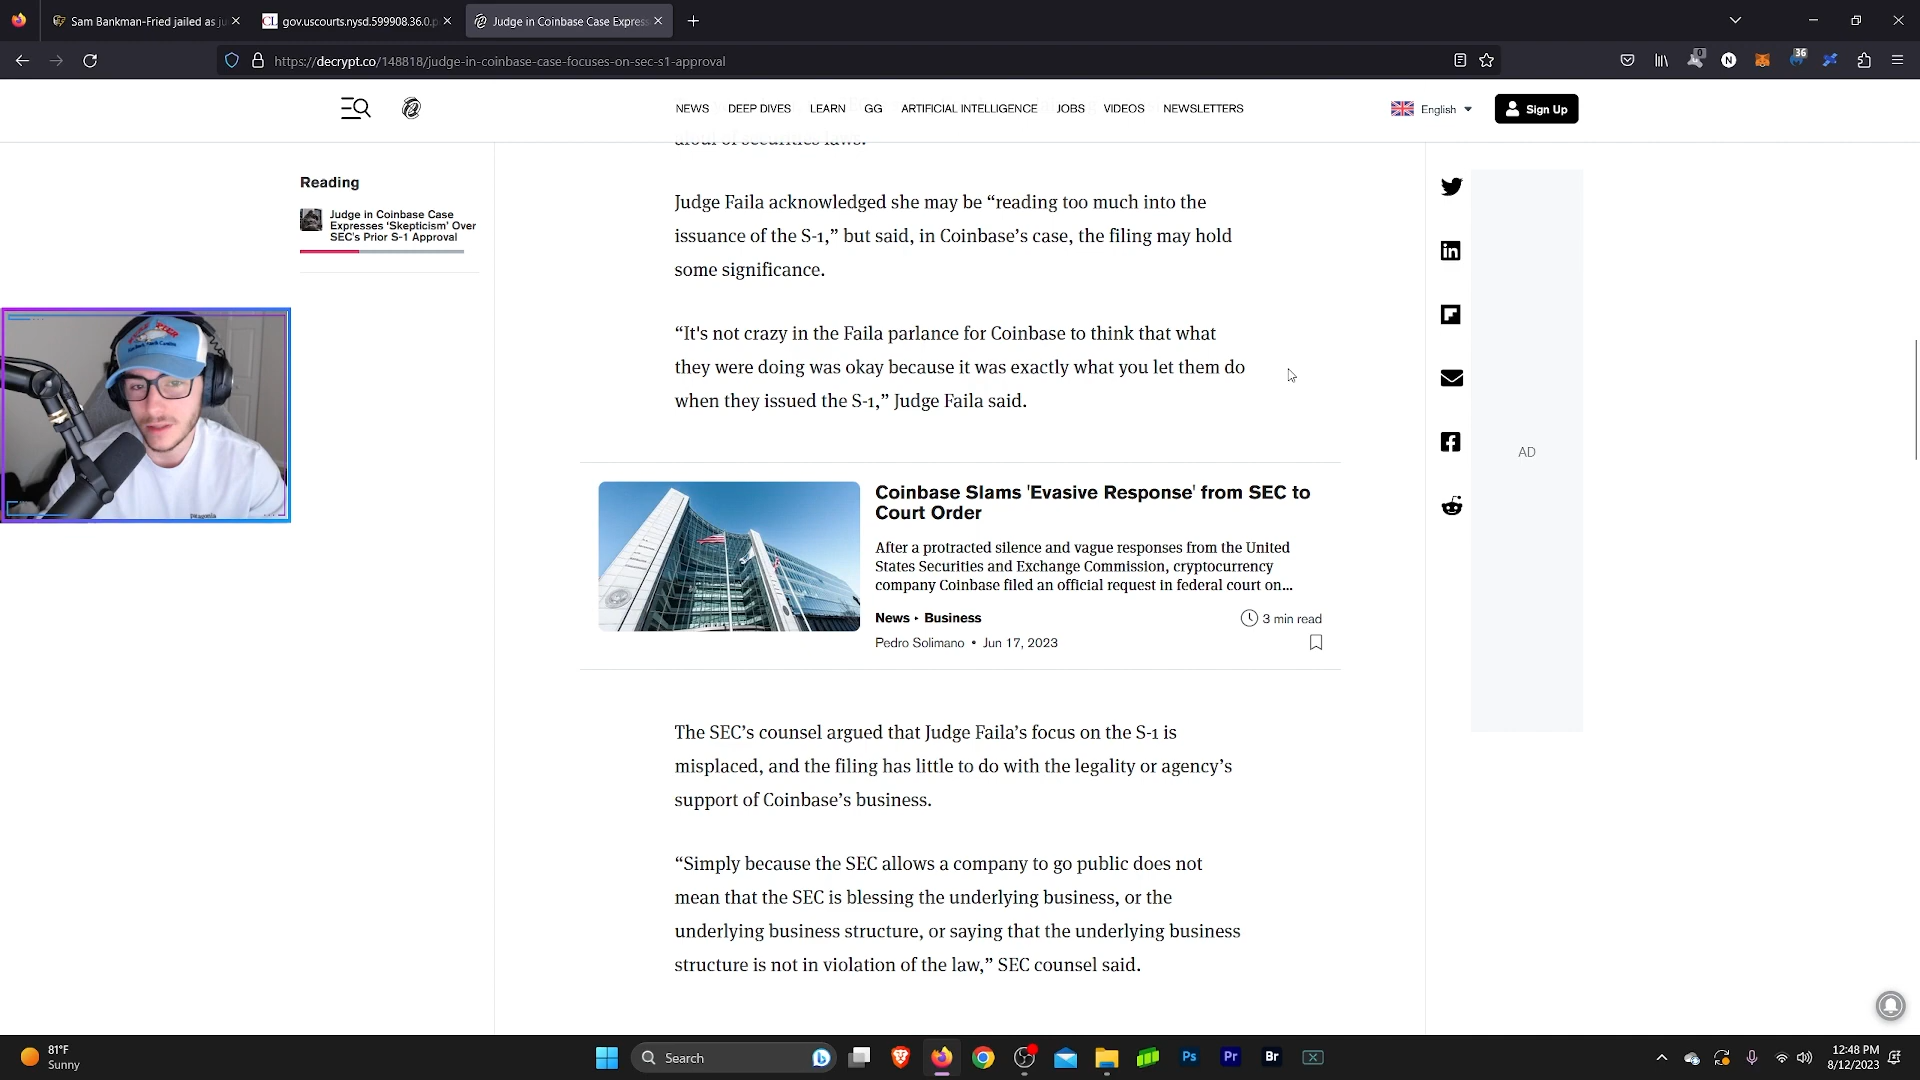 Sam Bankman-Fried jailed as ju
gov.uscourts.nysd.599908.36.0.p
Judge in Coinbase Case Express
https://decrypt.co/148818/judge-in-coinbase-case-focuses-on-sec-s1-approval
0
N
36
NEWS DEEP DIVES LEARN GG ARTIFICIAL INTELLIGENCE JOBS VIDEOS NEWSLETTERS
English
Sign Up
afoul of securities laws.
Reading
Judge in Coinbase Case
Expresses ‘Skepticism’ Over
SEC’s Prior S-1 Approval
Judge Faila acknowledged she may be “reading too much into the
issuance of the S-1,” but said, in Coinbase’s case, the filing may hold
some significance.
“It's not crazy in the Faila parlance for Coinbase to think that what
they were doing was okay because it was exactly what you let them do
when they issued the S-1,” Judge Faila said.
Coinbase Slams 'Evasive Response' from SEC to
Court Order
After a protracted silence and vague responses from the United
States Securities and Exchange Commission, cryptocurrency
company Coinbase filed an official request in federal court on...
News • Business
3 min read
Pedro Solimano • Jun 17, 2023
AD
The SEC’s counsel argued that Judge Faila’s focus on the S-1 is
misplaced, and the filing has little to do with the legality or agency’s
support of Coinbase’s business.
“Simply because the SEC allows a company to go public does not
mean that the SEC is blessing the underlying business, or the
underlying business structure, or saying that the underlying business
structure is not in violation of the law,” SEC counsel said.
81°F
Sunny
Search
Ps
Pr
Br
12:48 PM
8/12/2023